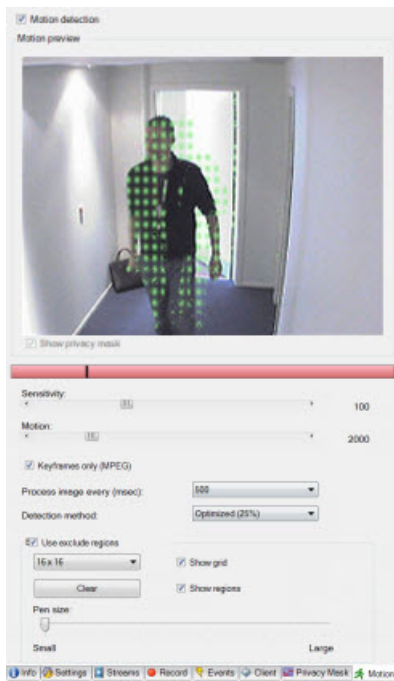 Motion detection
Motion preview
Show privacy mask
Sensitivity:
100
Motion:
2000
Keyframes only (MPEG)
Process image every (msec): 500
Detection method: Optimized (25%)
Use exclude regions
16 x 16 Show grid
Clear Show regions
Pen size:
Small Large
Info Settings Streams Record Events Client Privacy Mask Motion